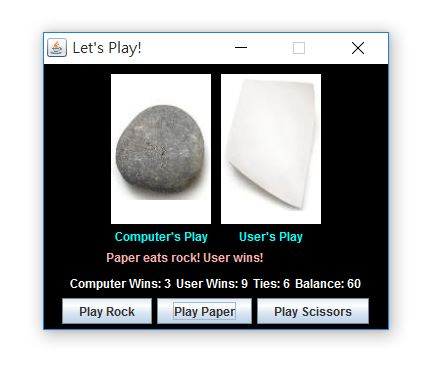 Let's Play!
Computer's Play User's Play
Paper eats rock! User wins!
Computer Wins: 3 User Wins: 9 Ties: 6 Balance: 60
Play Rock Play Paper Play Scissors